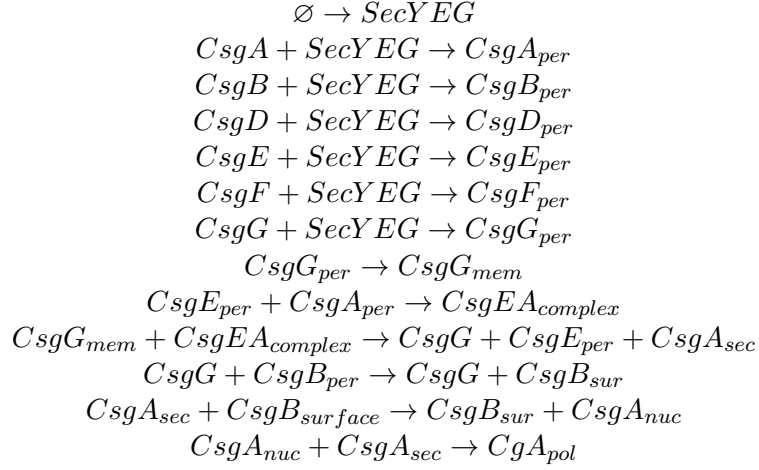 ∅ → SecYEG
CsgA + SecYEG → CsgA_per
CsgB + SecYEG → CsgB_per
CsgD + SecYEG → CsgD_per
CsgE + SecYEG → CsgE_per
CsgF + SecYEG → CsgF_per
CsgG + SecYEG → CsgG_per
CsgG_per → CsgG_mem
CsgE_per + CsgA_per → CsgEA_complex
CsgG_mem + CsgEA_complex → CsgG + CsgE_per + CsgA_sec
CsgG + CsgB_per → CsgG + CsgB_sur
CsgA_sec + CsgB_surface → CsgB_sur + CsgA_nuc
CsgA_nuc + CsgA_sec → CgA_pol